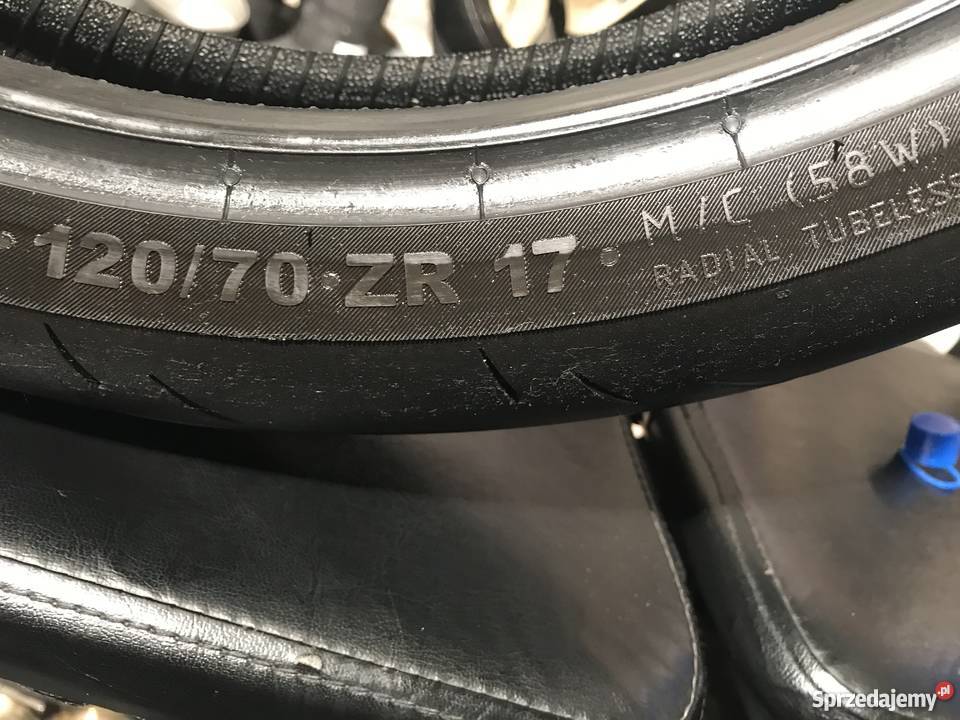 120/70 ZR 17 M/C (58W)
RADIAL TUBELESS
Sprzedajemy.pl